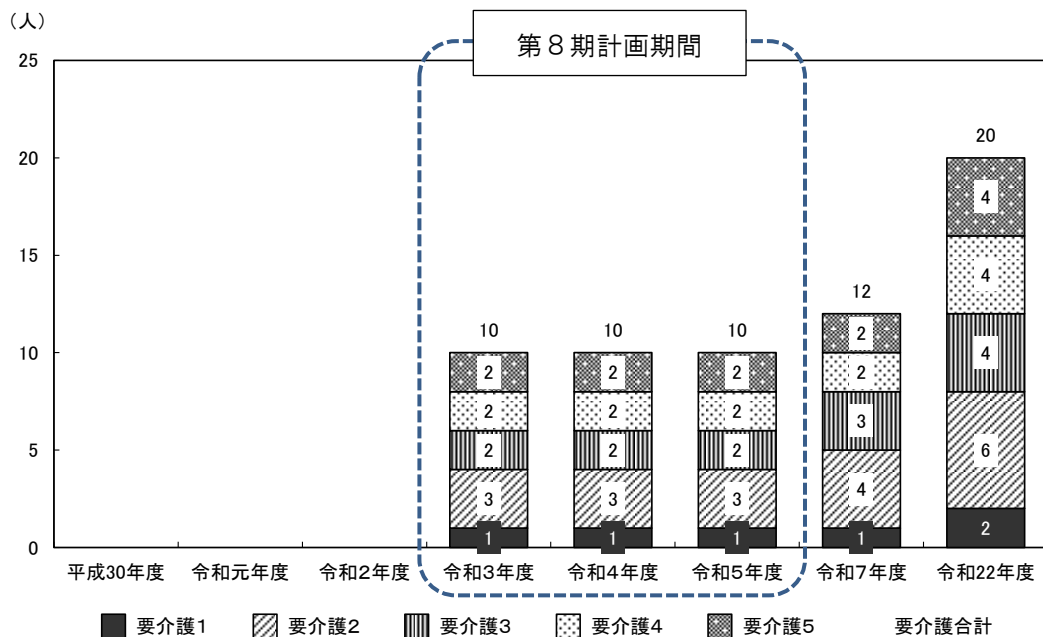 （人）
第８期計画期間
25
20
15
10
5
0
10
10
10
12
20
2
2
2
2
4
2
2
2
2
4
2
2
2
3
4
3
3
3
4
6
1
1
1
1
2
平成30年度
令和元年度
令和２年度
令和３年度
令和４年度
令和５年度
令和７年度
令和22年度
要介護1
要介護2
要介護3
要介護4
要介護5
要介護合計